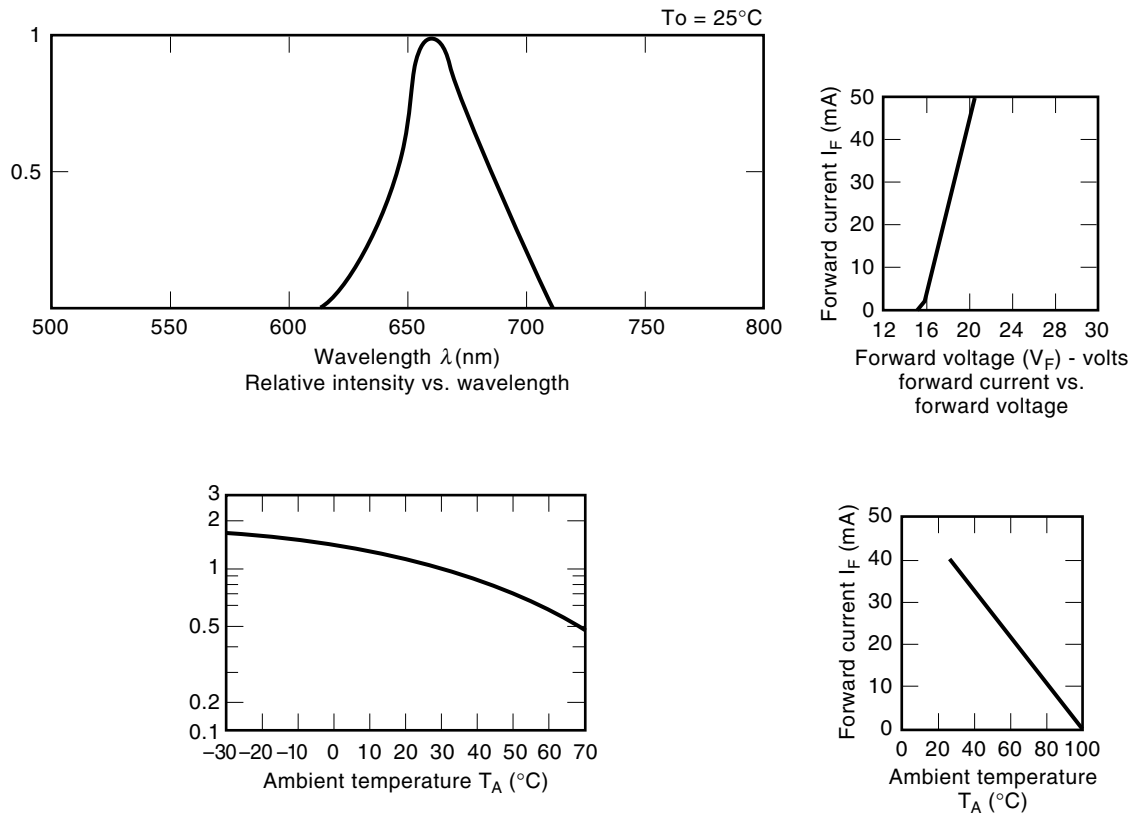 To = 25°C
1
0.5
500 550 600 650 700 750 800
Wavelength λ (nm)
Relative intensity vs. wavelength
Forward current I_F (mA)
50
40
30
20
10
0
12 16 20 24 28 30
Forward voltage (V_F) - volts
forward current vs.
forward voltage
3
2
1
0.5
0.2
0.1
–30 –20 –10 0 10 20 30 40 50 60 70
Ambient temperature T_A (°C)
Forward current I_F (mA)
50
40
30
20
10
0
0 20 40 60 80 100
Ambient temperature
T_A (°C)